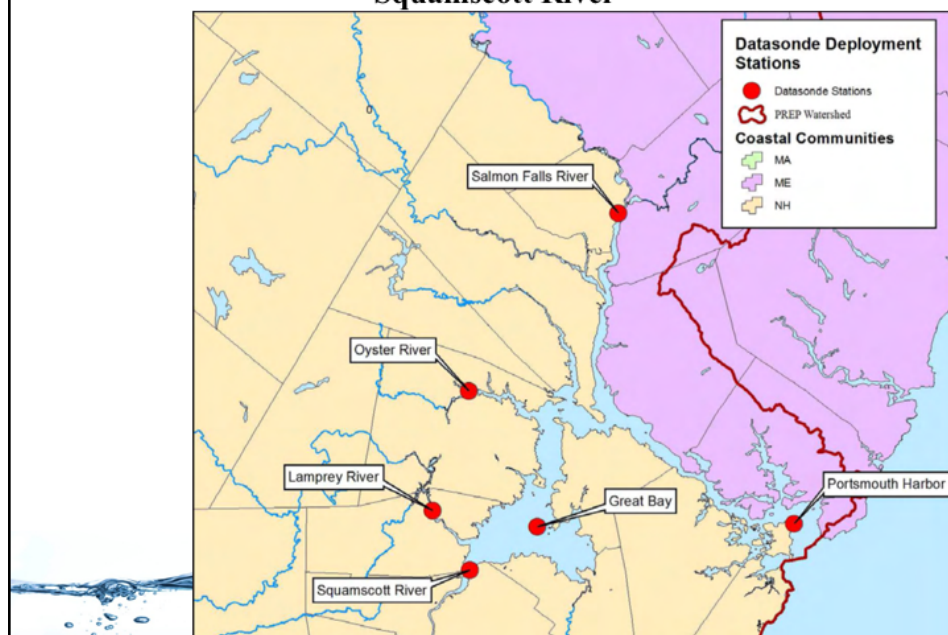 Squamscott River
Datasonde Deployment
Stations
Datasonde Stations
PREP Watershed
Coastal Communities
MA
ME
NH
Salmon Falls River
Oyster River
Lamprey River
Great Bay
Portsmouth Harbor
Squamscott River